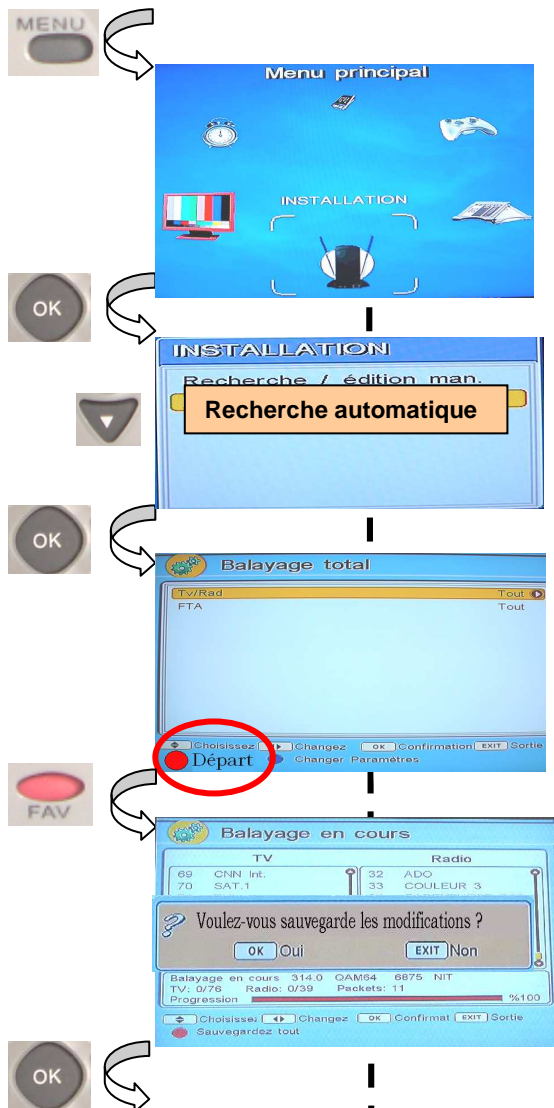 MENU
Menu principal
INSTALLATION
OK
INSTALLATION
Recherche / édition man.
Recherche automatique
OK
Balayage total
Tv/Rad Tout
FTA Tout
Choisissez Changez OK Confirmation EXIT Sortie
Départ Changer Paramètres
FAV
Balayage en cours
TV Radio
69 CNN Int. 32 ADO
70 SAT.1 33 COULEUR 3
Voulez-vous sauvegarde les modifications ?
OK Oui EXIT Non
Balayage en cours 314.0 QAM64 6875 NIT
TV: 0/76 Radio: 0/39 Packets: 11
Progression %100
Choisissez Changez OK Confirmat EXIT Sortie
Sauvegardez tout
OK